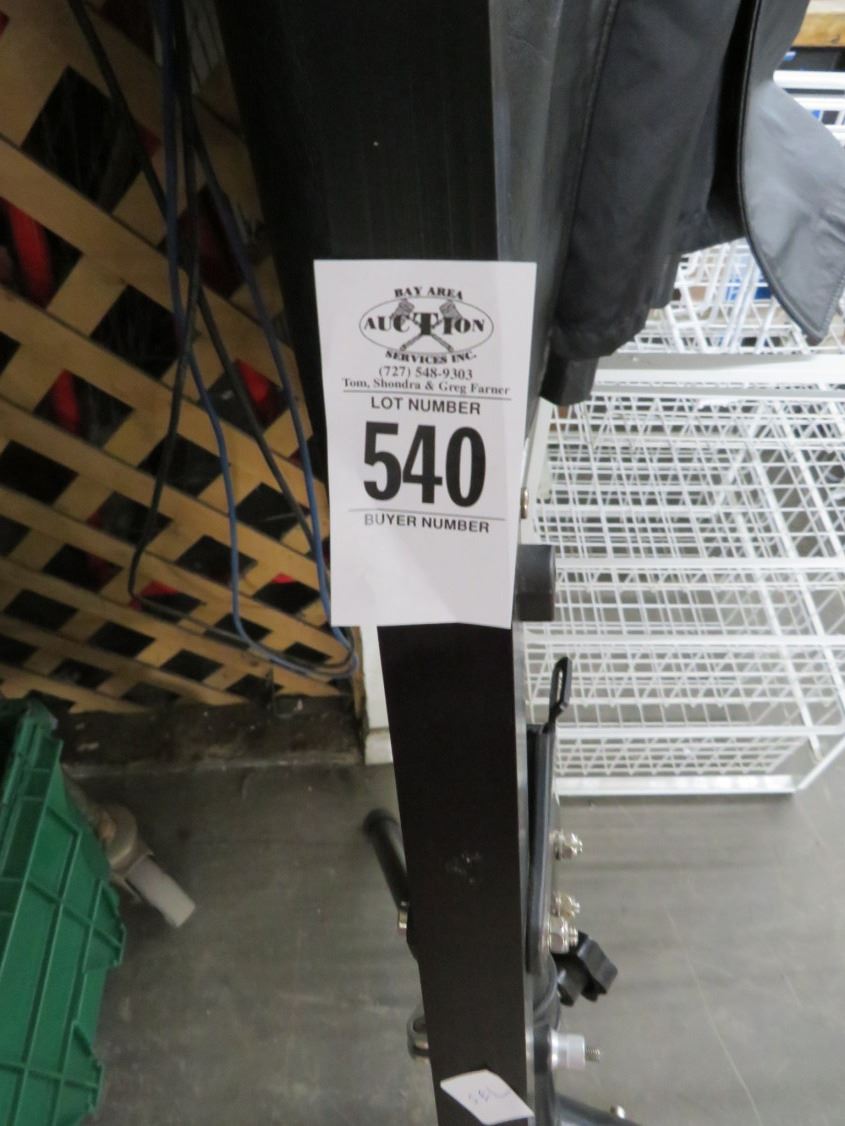 BAY AREA
AUCTION
SERVICES INC.
(727) 548-9303
Tom, Shondra & Greg Farner
LOT NUMBER
540
BUYER NUMBER